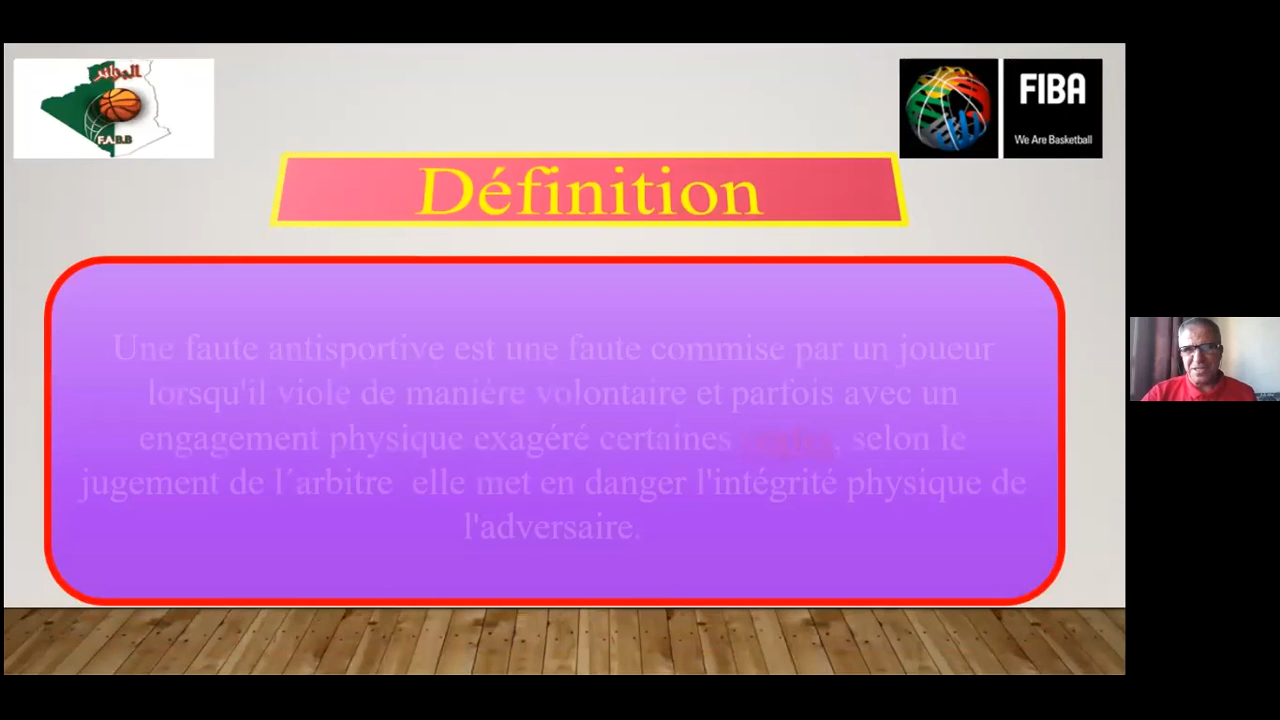 الجزائر
F.A.B.B
FIBA
We Are Basketball
Définition
Une faute antisportive est une faute commise par un joueur
lorsqu'il viole de manière volontaire et parfois avec un
engagement physique exagéré certaines , selon le
jugement de l´arbitre elle met en danger l'intégrité physique de
l'adversaire.